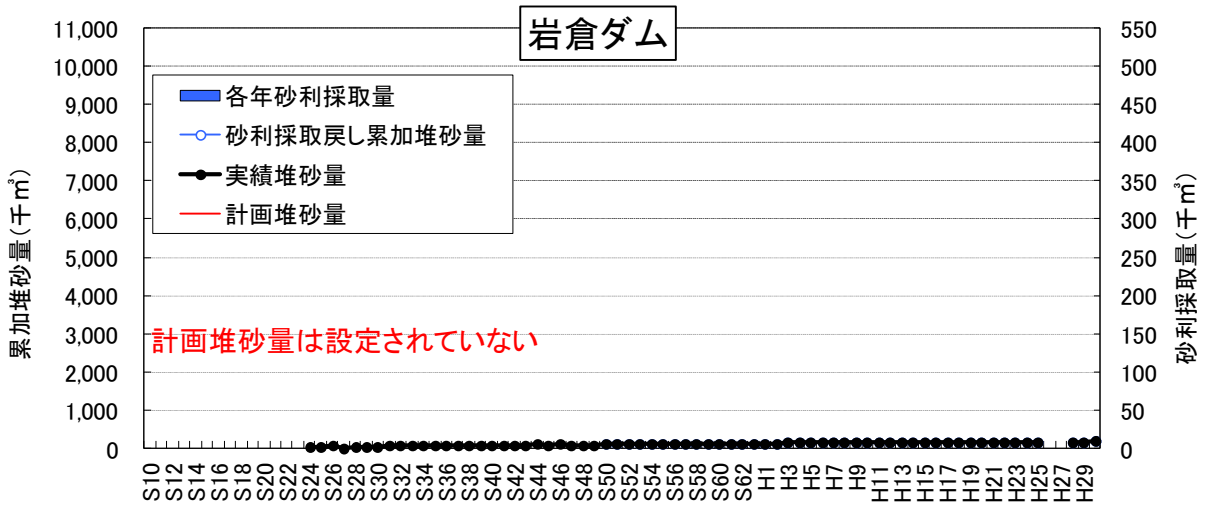 岩倉ダム
11,000
10,000
9,000
8,000
7,000
6,000
5,000
4,000
3,000
2,000
1,000
0
累加堆砂量(千㎥)
各年砂利採取量
砂利採取戻し累加堆砂量
実績堆砂量
計画堆砂量
計画堆砂量は設定されていない
550
500
450
400
350
300
250
200
150
100
50
0
砂利採取量(千㎥)
S10
S12
S14
S16
S18
S20
S22
S24
S26
S28
S30
S32
S34
S36
S38
S40
S42
S44
S46
S48
S50
S52
S54
S56
S58
S60
S62
H1
H3
H5
H7
H9
H11
H13
H15
H17
H19
H21
H23
H25
H27
H29